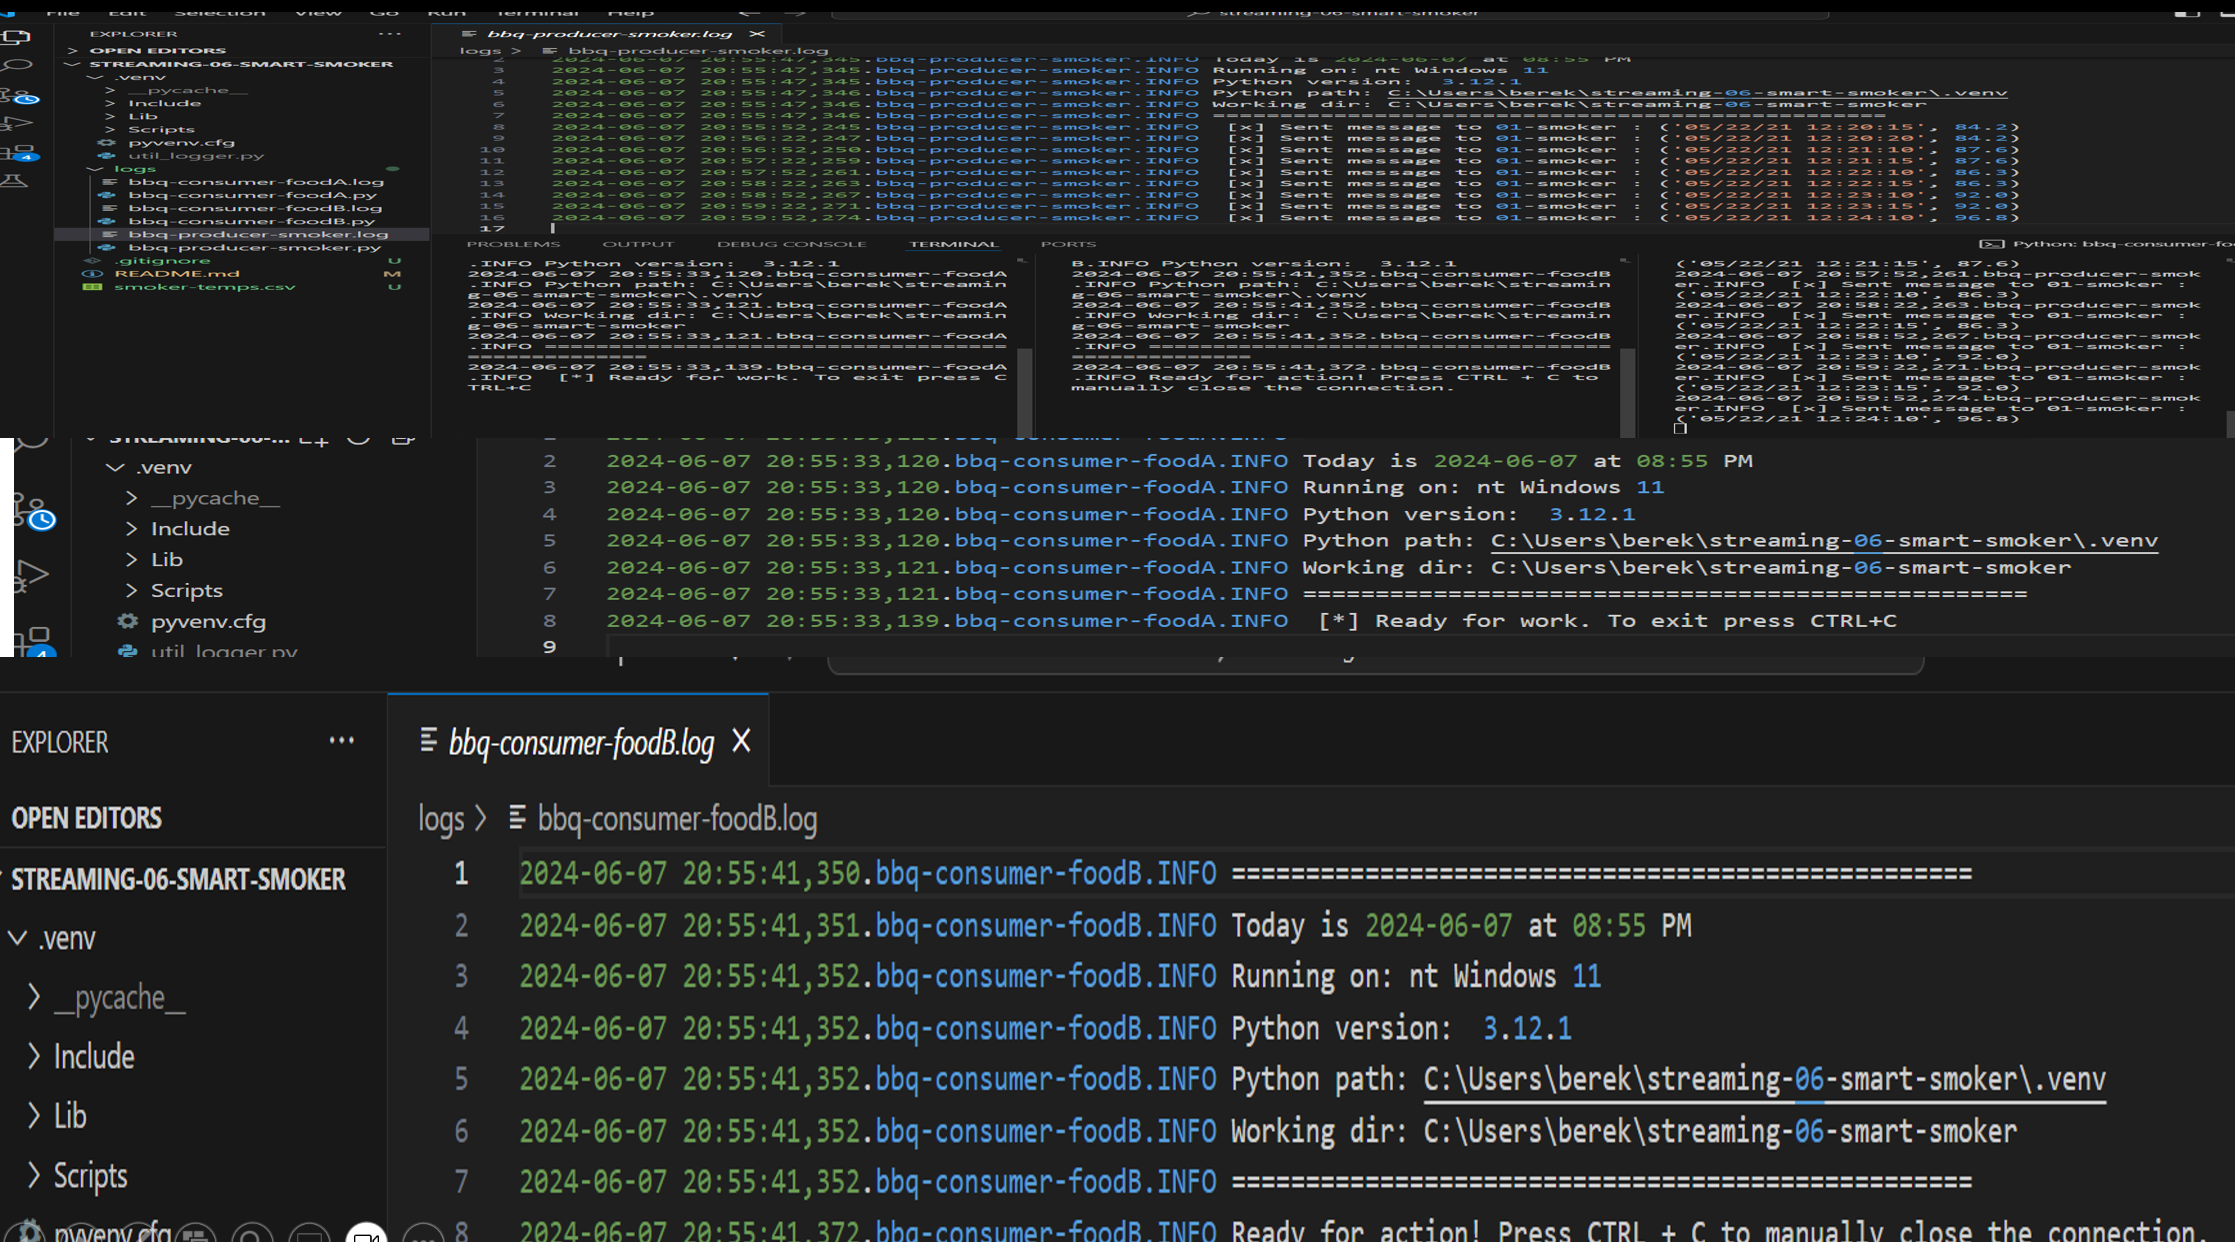 File Edit Selection View Go Run Terminal Help
streaming-06-smart-smoker
EXPLORER
OPEN EDITORS
STREAMING-06-SMART-SMOKER
.venv
__pycache__
Include
Lib
Scripts
pyvenv.cfg
util_logger.py
logs
bbq-consumer-foodA.log
bbq-consumer-foodA.py
bbq-consumer-foodB.log
bbq-consumer-foodB.py
bbq-producer-smoker.log
bbq-producer-smoker.py
.gitignore U
README.md M
smoker-temps.csv U
bbq-producer-smoker.log
logs > bbq-producer-smoker.log
2 2024-06-07 20:55:47,345.bbq-producer-smoker.INFO Today is 2024-06-07 at 08:55 PM
3 2024-06-07 20:55:47,345.bbq-producer-smoker.INFO Running on: nt Windows 11
4 2024-06-07 20:55:47,346.bbq-producer-smoker.INFO Python version: 3.12.1
5 2024-06-07 20:55:47,346.bbq-producer-smoker.INFO Python path: C:\Users\berek\streaming-06-smart-smoker\.venv
6 2024-06-07 20:55:47,346.bbq-producer-smoker.INFO Working dir: C:\Users\berek\streaming-06-smart-smoker
7 2024-06-07 20:55:47,346.bbq-producer-smoker.INFO ==================================================
8 2024-06-07 20:55:52,245.bbq-producer-smoker.INFO [x] Sent message to 01-smoker : ('05/22/21 12:20:15', 84.2)
9 2024-06-07 20:56:22,247.bbq-producer-smoker.INFO [x] Sent message to 01-smoker : ('05/22/21 12:20:20', 84.2)
10 2024-06-07 20:56:52,250.bbq-producer-smoker.INFO [x] Sent message to 01-smoker : ('05/22/21 12:21:10', 87.6)
11 2024-06-07 20:57:22,259.bbq-producer-smoker.INFO [x] Sent message to 01-smoker : ('05/22/21 12:21:15', 87.6)
12 2024-06-07 20:57:52,261.bbq-producer-smoker.INFO [x] Sent message to 01-smoker : ('05/22/21 12:22:10', 86.3)
13 2024-06-07 20:58:22,263.bbq-producer-smoker.INFO [x] Sent message to 01-smoker : ('05/22/21 12:22:15', 86.3)
14 2024-06-07 20:58:52,267.bbq-producer-smoker.INFO [x] Sent message to 01-smoker : ('05/22/21 12:23:10', 92.0)
15 2024-06-07 20:59:22,271.bbq-producer-smoker.INFO [x] Sent message to 01-smoker : ('05/22/21 12:23:15', 92.0)
16 2024-06-07 20:59:52,274.bbq-producer-smoker.INFO [x] Sent message to 01-smoker : ('05/22/21 12:24:10', 96.8)
17
PROBLEMS OUTPUT DEBUG CONSOLE TERMINAL PORTS
Python: bbq-consumer-fo
.INFO Python version: 3.12.1
2024-06-07 20:55:33,120.bbq-consumer-foodA
.INFO Python path: C:\Users\berek\streamin
g-06-smart-smoker\.venv
2024-06-07 20:55:33,121.bbq-consumer-foodA
.INFO Working dir: C:\Users\berek\streamin
g-06-smart-smoker
2024-06-07 20:55:33,121.bbq-consumer-foodA
.INFO ====================================
==============
2024-06-07 20:55:33,139.bbq-consumer-foodA
.INFO [*] Ready for work. To exit press C
TRL+C
B.INFO Python version: 3.12.1
2024-06-07 20:55:41,352.bbq-consumer-foodB
.INFO Python path: C:\Users\berek\streamin
g-06-smart-smoker\.venv
2024-06-07 20:55:41,352.bbq-consumer-foodB
.INFO Working dir: C:\Users\berek\streamin
g-06-smart-smoker
2024-06-07 20:55:41,352.bbq-consumer-foodB
.INFO ====================================
==============
2024-06-07 20:55:41,372.bbq-consumer-foodB
.INFO Ready for action! Press CTRL + C to
manually close the connection.
('05/22/21 12:21:15', 87.6)
2024-06-07 20:57:52,261.bbq-producer-smok
er.INFO [x] Sent message to 01-smoker :
('05/22/21 12:22:10', 86.3)
2024-06-07 20:58:22,263.bbq-producer-smok
er.INFO [x] Sent message to 01-smoker :
('05/22/21 12:22:15', 86.3)
2024-06-07 20:58:52,267.bbq-producer-smok
er.INFO [x] Sent message to 01-smoker :
('05/22/21 12:23:10', 92.0)
2024-06-07 20:59:22,271.bbq-producer-smok
er.INFO [x] Sent message to 01-smoker :
('05/22/21 12:23:15', 92.0)
2024-06-07 20:59:52,274.bbq-producer-smok
er.INFO [x] Sent message to 01-smoker :
('05/22/21 12:24:10', 96.8)
STREAMING-06-...
.venv
__pycache__
Include
Lib
Scripts
pyvenv.cfg
util_logger.py
2 2024-06-07 20:55:33,120.bbq-consumer-foodA.INFO Today is 2024-06-07 at 08:55 PM
3 2024-06-07 20:55:33,120.bbq-consumer-foodA.INFO Running on: nt Windows 11
4 2024-06-07 20:55:33,120.bbq-consumer-foodA.INFO Python version: 3.12.1
5 2024-06-07 20:55:33,120.bbq-consumer-foodA.INFO Python path: C:\Users\berek\streaming-06-smart-smoker\.venv
6 2024-06-07 20:55:33,121.bbq-consumer-foodA.INFO Working dir: C:\Users\berek\streaming-06-smart-smoker
7 2024-06-07 20:55:33,121.bbq-consumer-foodA.INFO ==================================================
8 2024-06-07 20:55:33,139.bbq-consumer-foodA.INFO [*] Ready for work. To exit press CTRL+C
9
EXPLORER ...
OPEN EDITORS
STREAMING-06-SMART-SMOKER
.venv
__pycache__
Include
Lib
Scripts
pyvenv.cfg
bbq-consumer-foodB.log
logs > bbq-consumer-foodB.log
1 2024-06-07 20:55:41,350.bbq-consumer-foodB.INFO ==================================================
2 2024-06-07 20:55:41,351.bbq-consumer-foodB.INFO Today is 2024-06-07 at 08:55 PM
3 2024-06-07 20:55:41,352.bbq-consumer-foodB.INFO Running on: nt Windows 11
4 2024-06-07 20:55:41,352.bbq-consumer-foodB.INFO Python version: 3.12.1
5 2024-06-07 20:55:41,352.bbq-consumer-foodB.INFO Python path: C:\Users\berek\streaming-06-smart-smoker\.venv
6 2024-06-07 20:55:41,352.bbq-consumer-foodB.INFO Working dir: C:\Users\berek\streaming-06-smart-smoker
7 2024-06-07 20:55:41,352.bbq-consumer-foodB.INFO ==================================================
8 2024-06-07 20:55:41,372.bbq-consumer-foodB.INFO Ready for action! Press CTRL + C to manually close the connection.